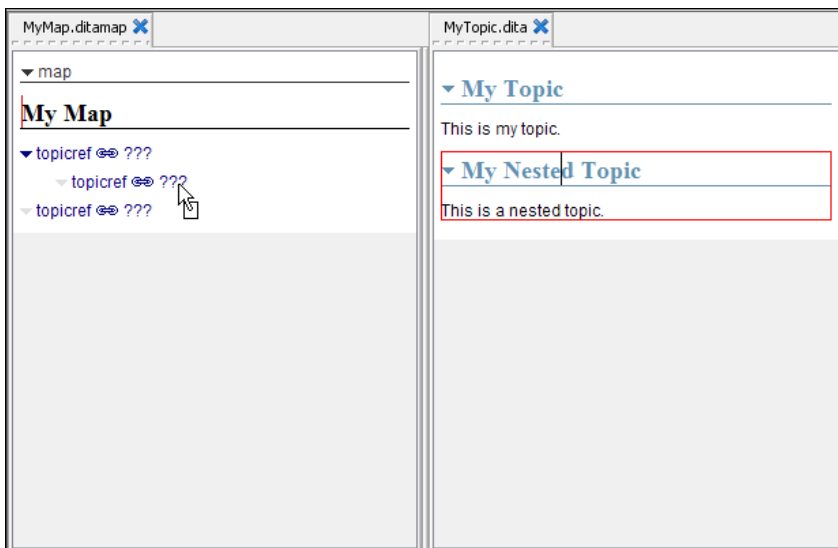 MyMap.ditamap
map
My Map
topicref ???
topicref ???
topicref ???
MyTopic.dita
My Topic
This is my topic.
My Nested Topic
This is a nested topic.